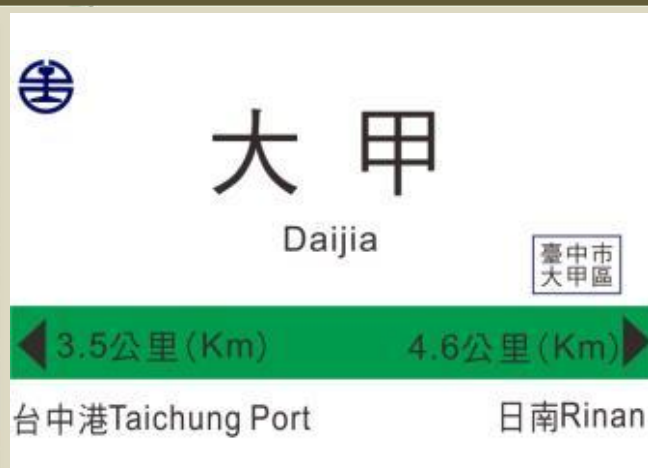 大甲
Daijia
臺中市
大甲區
3.5公里(Km) 4.6公里(Km)
台中港Taichung Port 日南Rinan